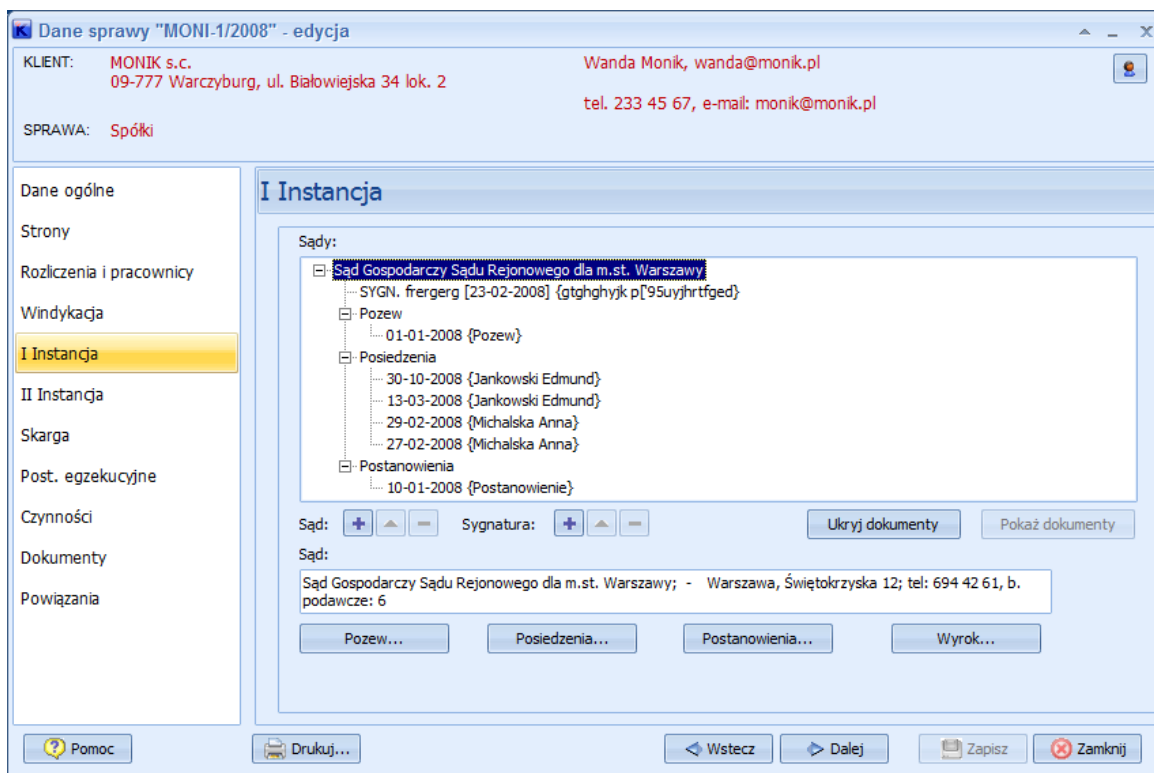 Dane sprawy "MONI-1/2008" - edycja
KLIENT: MONIK s.c. Wanda Monik, wanda@monik.pl
09-777 Warczyburg, ul. Białowiejska 34 lok. 2
tel. 233 45 67, e-mail: monik@monik.pl
SPRAWA: Spółki
Dane ogólne
Strony
Rozliczenia i pracownicy
Windykacja
I Instancja
II Instancja
Skarga
Post. egzekucyjne
Czynności
Dokumenty
Powiązania
I Instancja
Sądy:
Sąd Gospodarczy Sądu Rejonowego dla m.st. Warszawy
SYGN. frergerg [23-02-2008] {gtghghyjk p['95uyjhrtfged}
Pozew
01-01-2008 {Pozew}
Posiedzenia
30-10-2008 {Jankowski Edmund}
13-03-2008 {Jankowski Edmund}
29-02-2008 {Michalska Anna}
27-02-2008 {Michalska Anna}
Postanowienia
10-01-2008 {Postanowienie}
Sąd: Sygnatura: Ukryj dokumenty Pokaż dokumenty
Sąd:
Sąd Gospodarczy Sądu Rejonowego dla m.st. Warszawy; - Warszawa, Świętokrzyska 12; tel: 694 42 61, b.
podawcze: 6
Pozew... Posiedzenia... Postanowienia... Wyrok...
Pomoc Drukuj... Wstecz Dalej Zapisz Zamknij